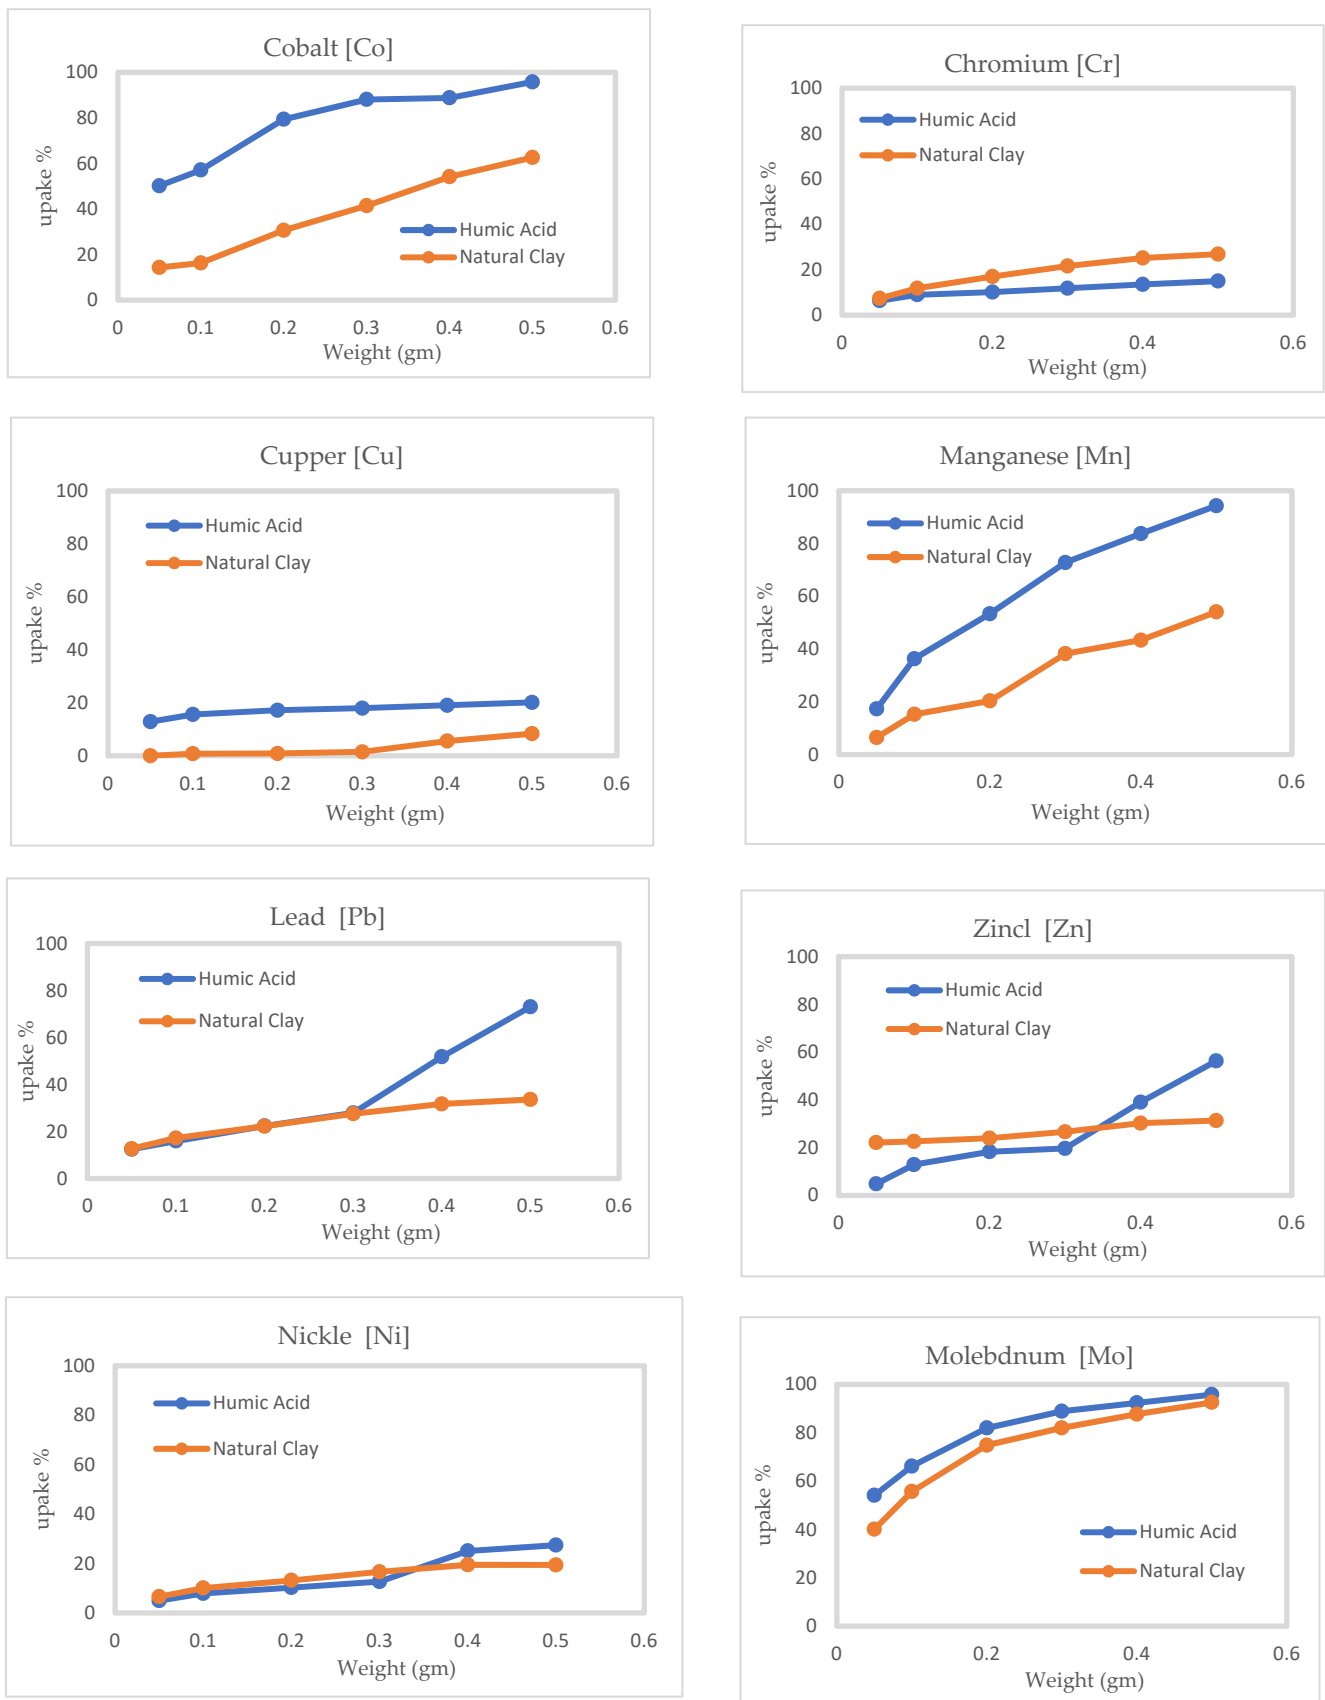 Cobalt [Co]
100
80
60
40
20
0
upake %
Humic Acid
Natural Clay
0 0.1 0.2 0.3 0.4 0.5 0.6
Weight (gm)
Chromium [Cr]
100
80
60
40
20
0
upake %
Humic Acid
Natural Clay
0 0.2 0.4 0.6
Weight (gm)
Cupper [Cu]
100
80
60
40
20
0
upake %
Humic Acid
Natural Clay
0 0.1 0.2 0.3 0.4 0.5 0.6
Weight (gm)
Manganese [Mn]
100
80
60
40
20
0
upake %
Humic Acid
Natural Clay
0 0.2 0.4 0.6
Weight (gm)
Lead [Pb]
100
80
60
40
20
0
upake %
Humic Acid
Natural Clay
0 0.1 0.2 0.3 0.4 0.5 0.6
Weight (gm)
Zincl [Zn]
100
80
60
40
20
0
upake %
Humic Acid
Natural Clay
0 0.2 0.4 0.6
Weight (gm)
Nickle [Ni]
100
80
60
40
20
0
upake %
Humic Acid
Natural Clay
0 0.1 0.2 0.3 0.4 0.5 0.6
Weight (gm)
Molebdnum [Mo]
100
80
60
40
20
0
upake %
Humic Acid
Natural Clay
0 0.2 0.4 0.6
Weight (gm)